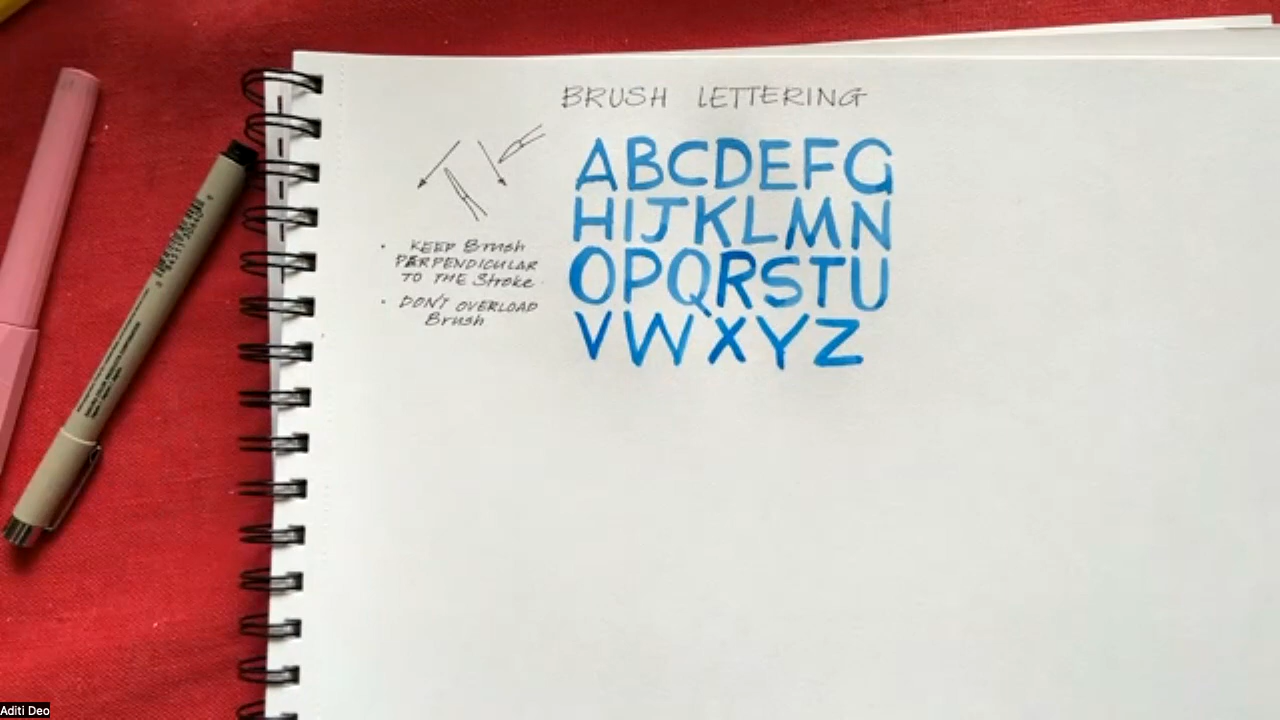 BRUSH LETTERING
ABCDEFG
HIJKLMN
OPQRSTU
VWXYZ
• KEEP Brush
PERPENDICULAR
TO THE Stroke.
• DON'T OVERLOAD
Brush
Aditi Deo